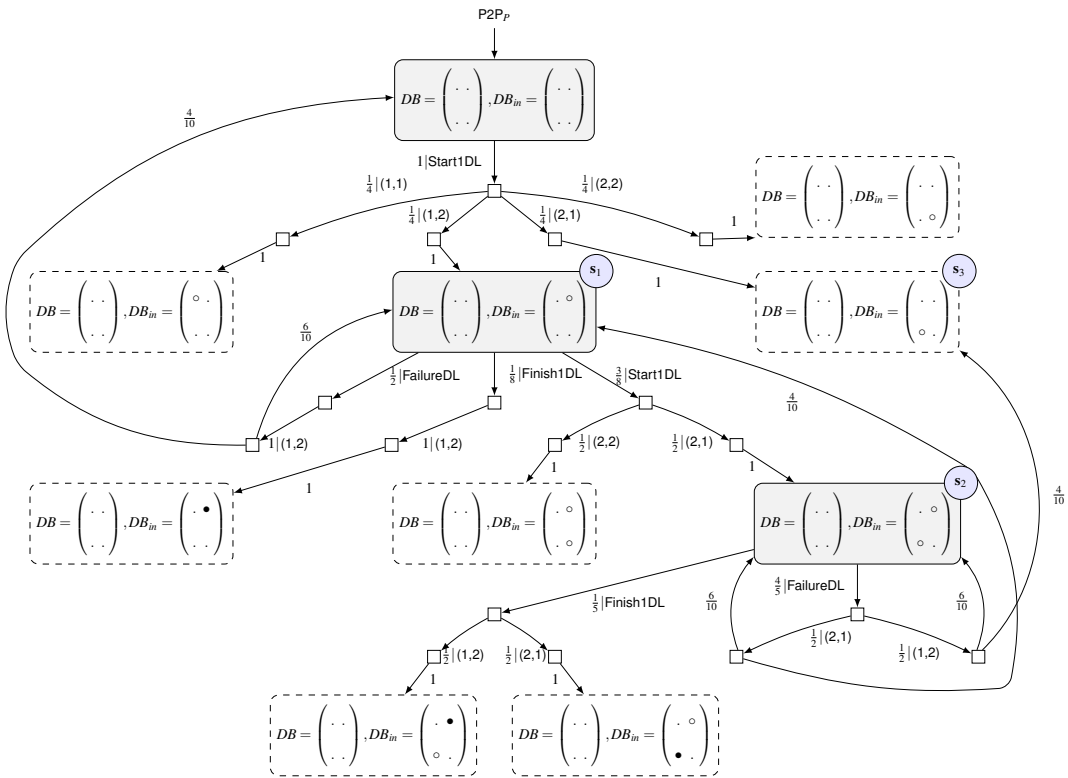 P2P_P
DB = ( . . / . . ) , DB_in = ( . . / . . )
4/10
1|Start1DL
1/4|(1,1)
1/4|(2,2)
1/4|(1,2)
1/4|(2,1)
1
DB = ( . . / . . ) , DB_in = ( . . / . ○ )
1
1
1
s_1
s_3
DB = ( . . / . . ) , DB_in = ( ○ . / . . )
DB = ( . . / . . ) , DB_in = ( . ○ / . . )
DB = ( . . / . . ) , DB_in = ( . . / ○ . )
6/10
1/2|FailureDL
1/8|Finish1DL
3/8|Start1DL
4/10
1|(1,2)
1|(1,2)
1/2|(2,2)
1/2|(2,1)
1
1
1
s_2
DB = ( . . / . . ) , DB_in = ( . ● / . . )
DB = ( . . / . . ) , DB_in = ( . ○ / . ○ )
DB = ( . . / . . ) , DB_in = ( . ○ / ○ . )
4/10
1/5|Finish1DL
6/10
4/5|FailureDL
6/10
1/2|(2,1)
1/2|(1,2)
1/2|(1,2)
1/2|(2,1)
1
1
DB = ( . . / . . ) , DB_in = ( . ● / ○ . )
DB = ( . . / . . ) , DB_in = ( . ○ / ● . )